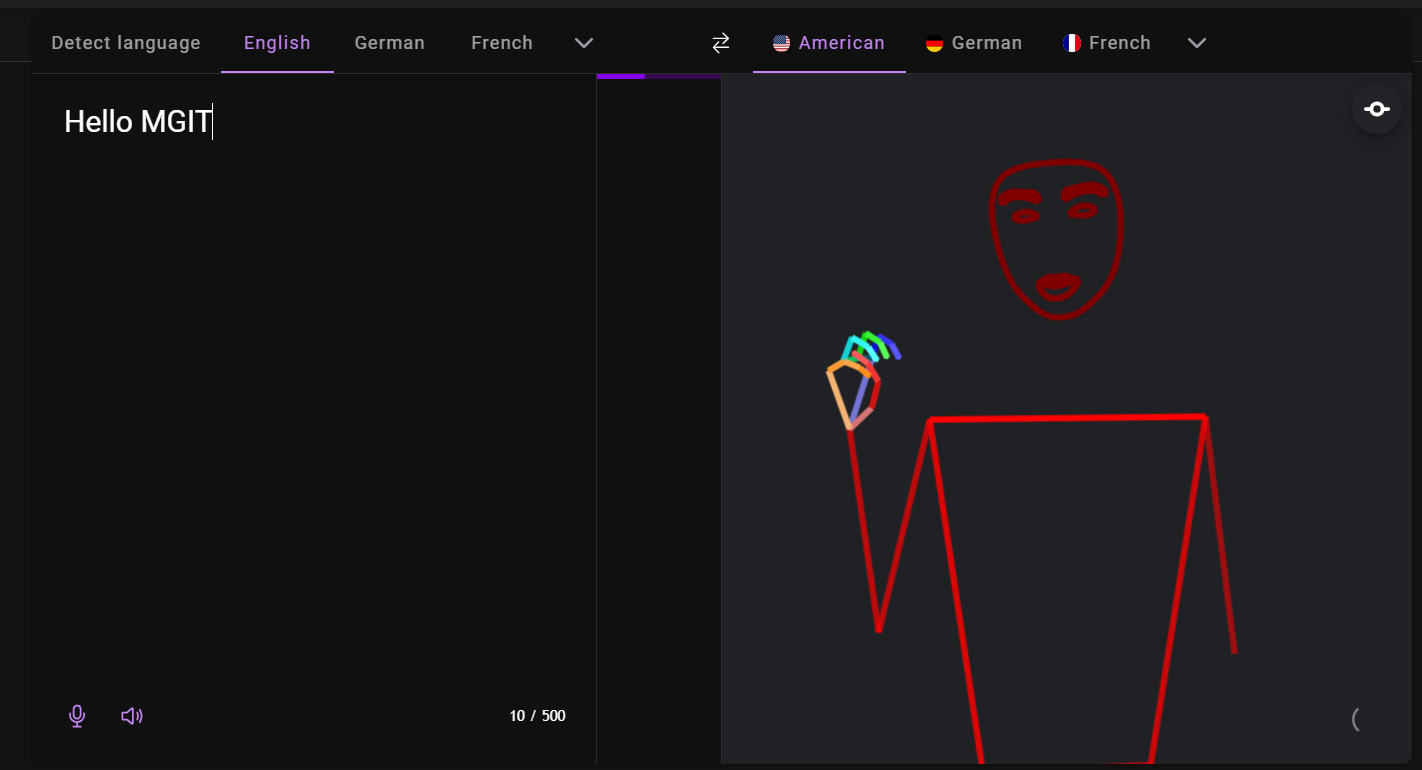 Detect language English German French American German French
Hello MGIT
10 / 500